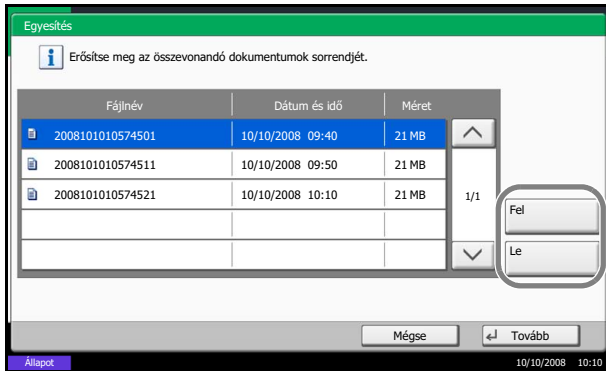 Egyesítés
Erősítse meg az összevonandó dokumentumok sorrendjét.
Fájlnév Dátum és idő Méret
2008101010574501 10/10/2008 09:40 21 MB
2008101010574511 10/10/2008 09:50 21 MB
2008101010574521 10/10/2008 10:10 21 MB
1/1
Fel
Le
Mégse Tovább
Állapot 10/10/2008 10:10